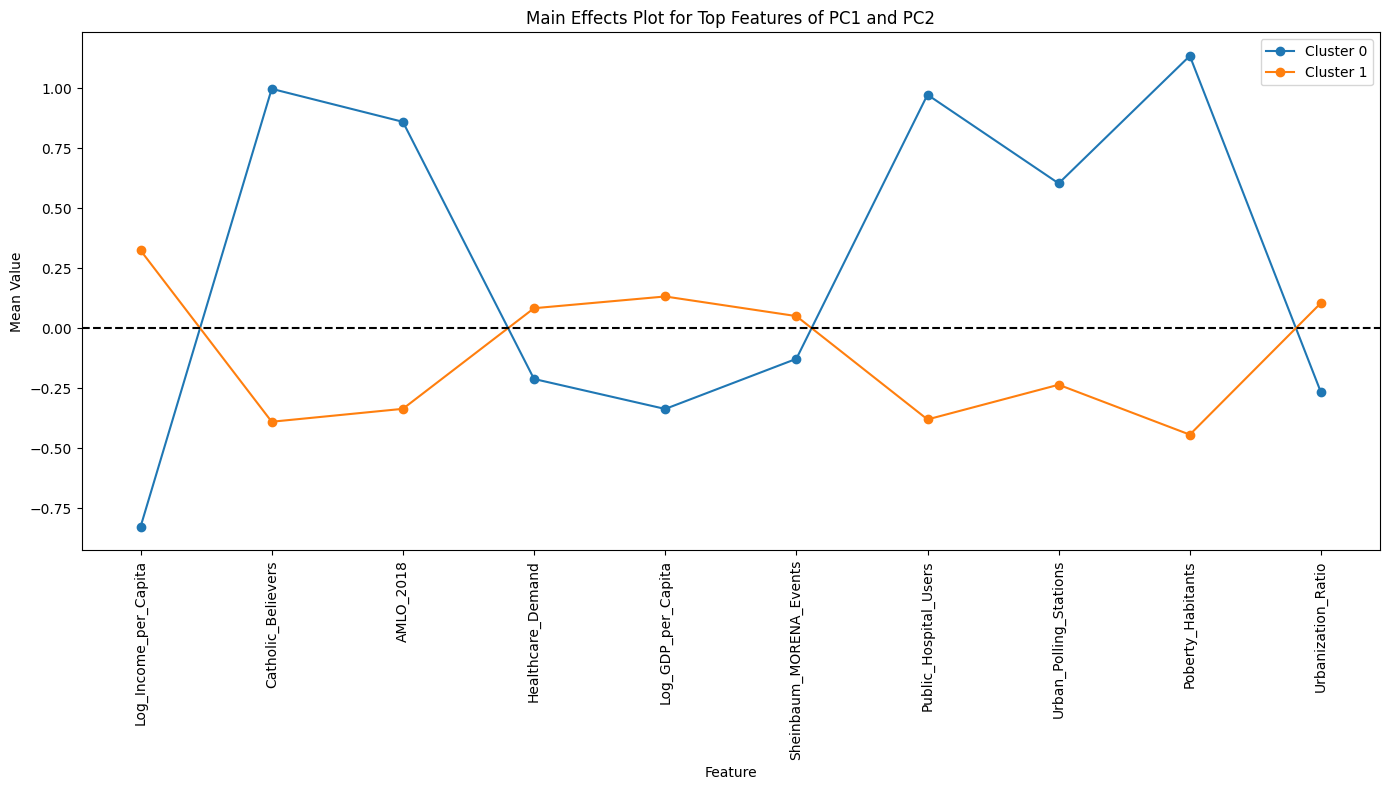 Main Effects Plot for Top Features of PC1 and PC2
Cluster 0
Cluster 1
Mean Value
1.00
0.75
0.50
0.25
0.00
−0.25
−0.50
−0.75
Log_Income_per_Capita
Catholic_Believers
AMLO_2018
Healthcare_Demand
Log_GDP_per_Capita
Sheinbaum_MORENA_Events
Public_Hospital_Users
Urban_Polling_Stations
Poberty_Habitants
Urbanization_Ratio
Feature